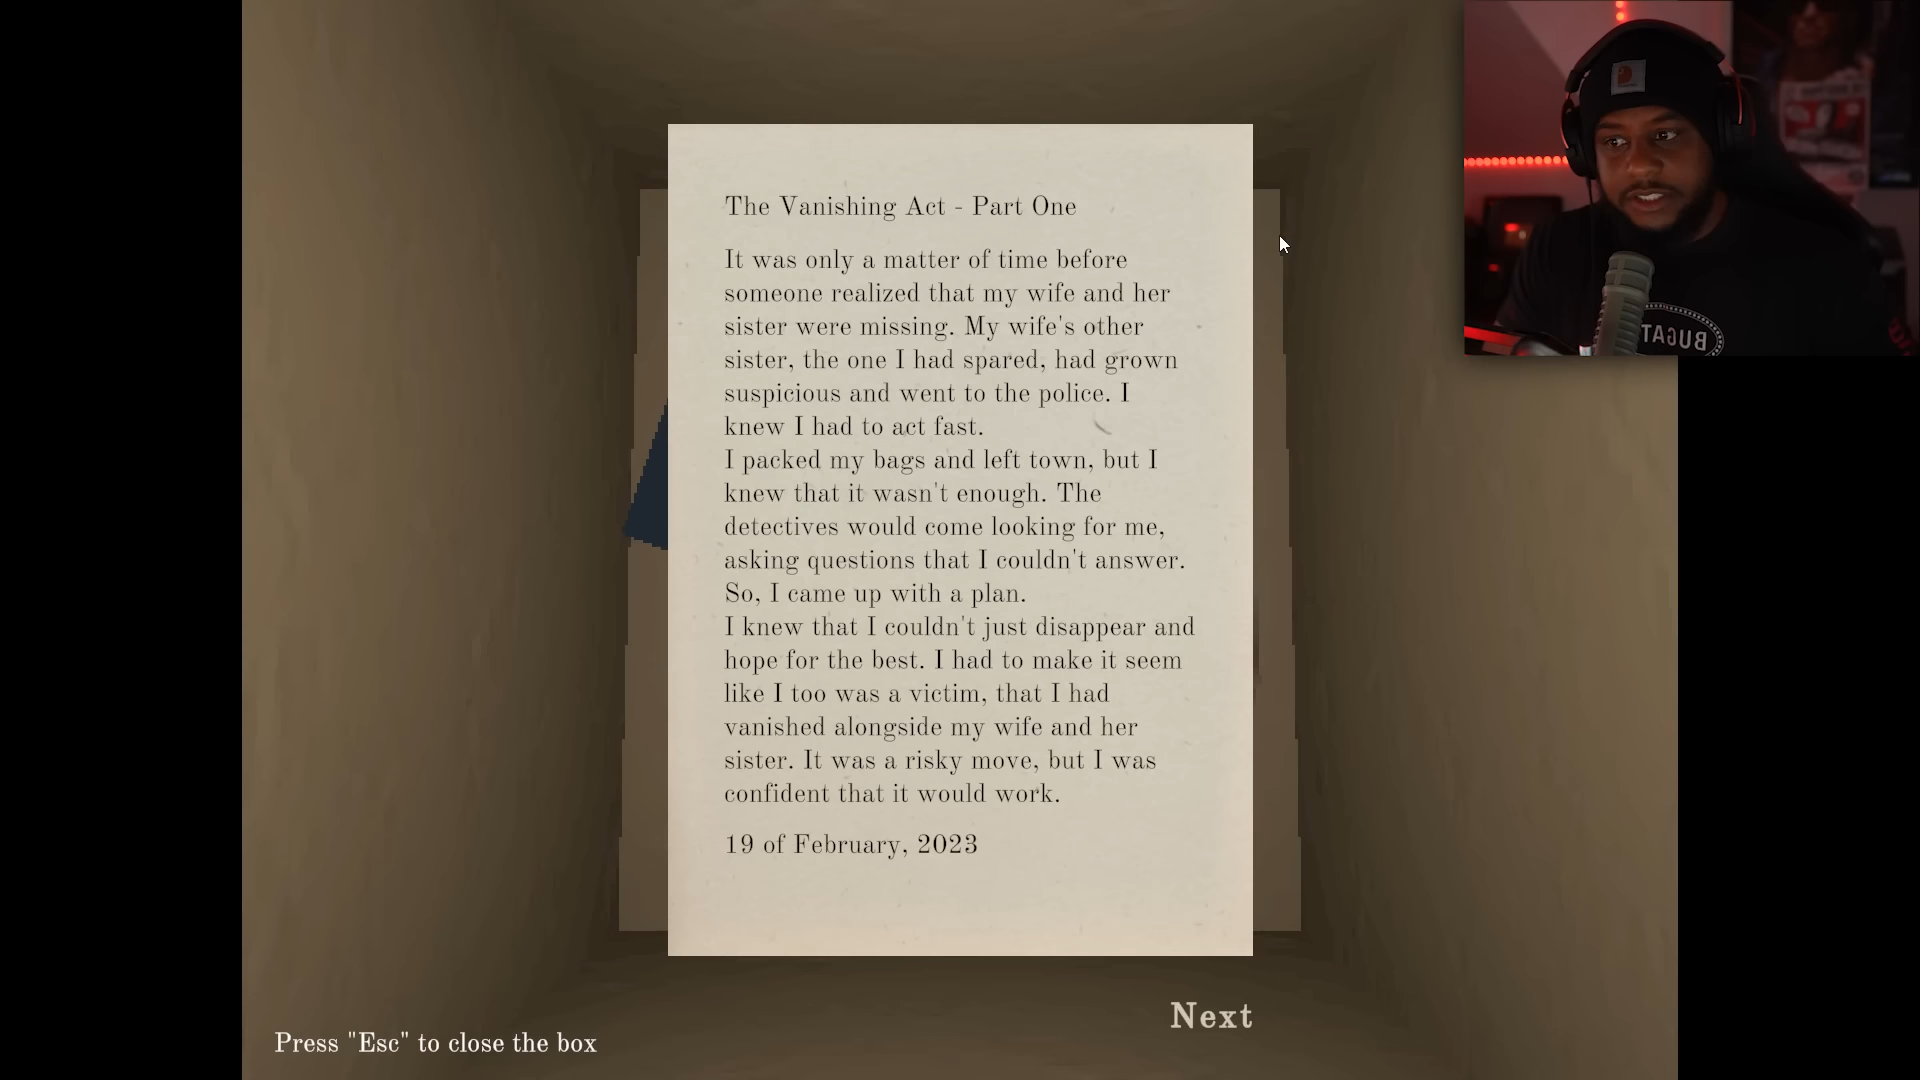 The Vanishing Act - Part One
It was only a matter of time before
someone realized that my wife and her
sister were missing. My wife's other
sister, the one I had spared, had grown
suspicious and went to the police. I
knew I had to act fast.
I packed my bags and left town, but I
knew that it wasn't enough. The
detectives would come looking for me,
asking questions that I couldn't answer.
So, I came up with a plan.
I knew that I couldn't just disappear and
hope for the best. I had to make it seem
like I too was a victim, that I had
vanished alongside my wife and her
sister. It was a risky move, but I was
confident that it would work.
19 of February, 2023
Next
Press "Esc" to close the box
BUGAT